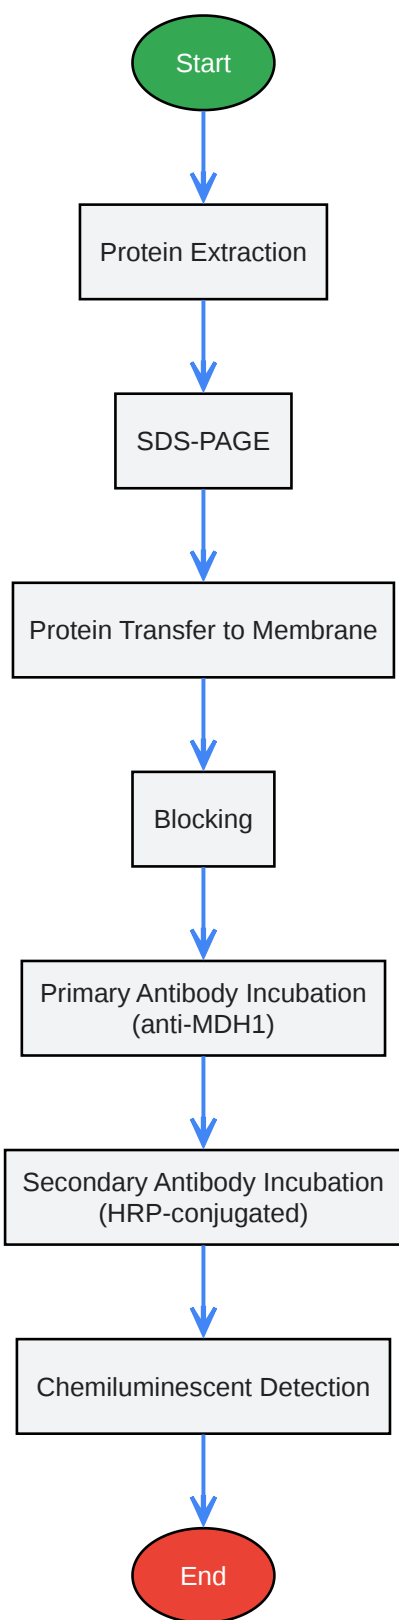 Start
Protein Extraction
SDS-PAGE
Protein Transfer to Membrane
Blocking
Primary Antibody Incubation
(anti-MDH1)
Secondary Antibody Incubation
(HRP-conjugated)
Chemiluminescent Detection
End